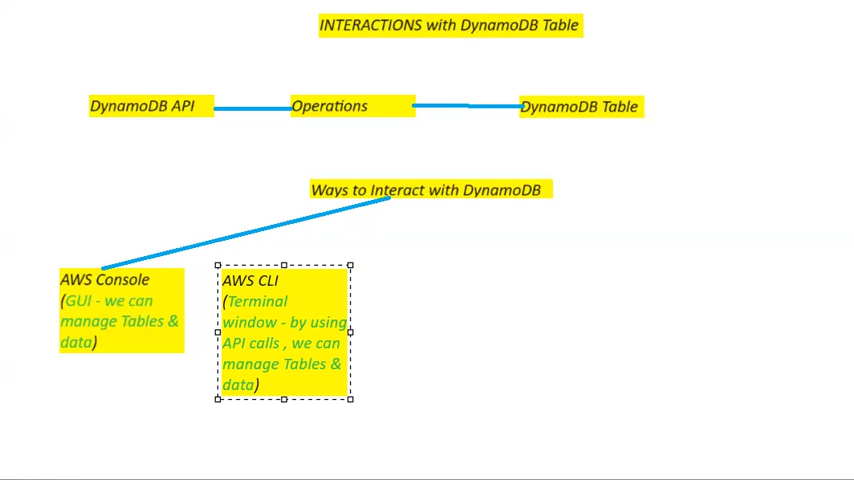 INTERACTIONS with DynamoDB Table
DynamoDB API
Operations
DynamoDB Table
Ways to Interact with DynamoDB
AWS Console
(GUI - we can
manage Tables &
data)
AWS CLI
(Terminal
window - by using
API calls , we can
manage Tables &
data)